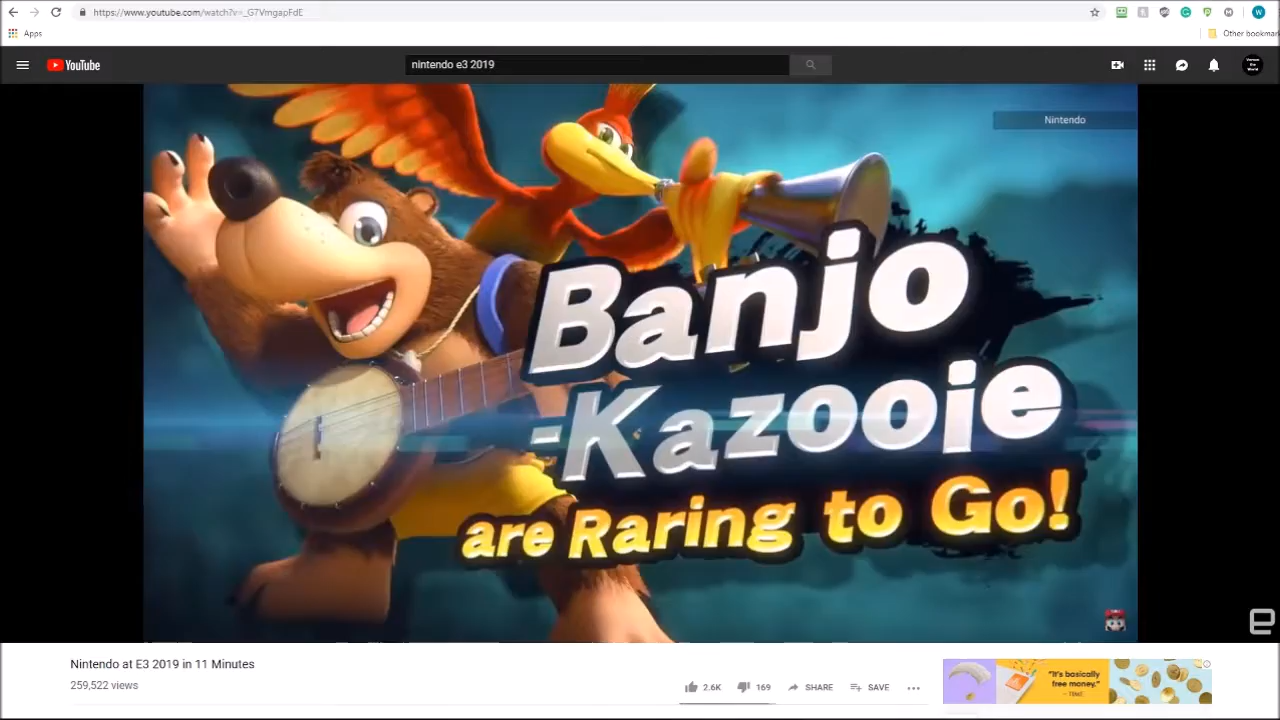 https://www.youtube.com/watch?v=_G7VmgapFdE
Apps
Other bookmar
YouTube
nintendo e3 2019
Nintendo
Banjo
-Kazooie
are Raring to Go!
e
Nintendo at E3 2019 in 11 Minutes
259,522 views
2.6K
169
SHARE
SAVE
"It's basically
free money."
– TIME